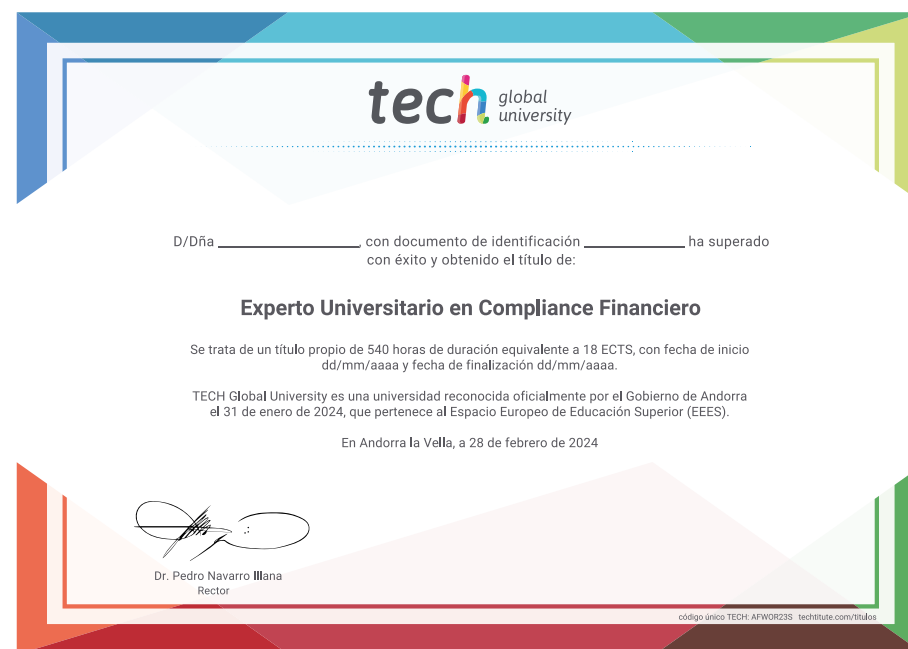 tech global university
D/Dña ____________________, con documento de identificación ______________ ha superado
con éxito y obtenido el título de:
Experto Universitario en Compliance Financiero
Se trata de un título propio de 540 horas de duración equivalente a 18 ECTS, con fecha de inicio
dd/mm/aaaa y fecha de finalización dd/mm/aaaa.
TECH Global University es una universidad reconocida oficialmente por el Gobierno de Andorra
el 31 de enero de 2024, que pertenece al Espacio Europeo de Educación Superior (EEES).
En Andorra la Vella, a 28 de febrero de 2024
Dr. Pedro Navarro Illana
Rector
código único TECH: AFWOR23S techtitute.com/titulos